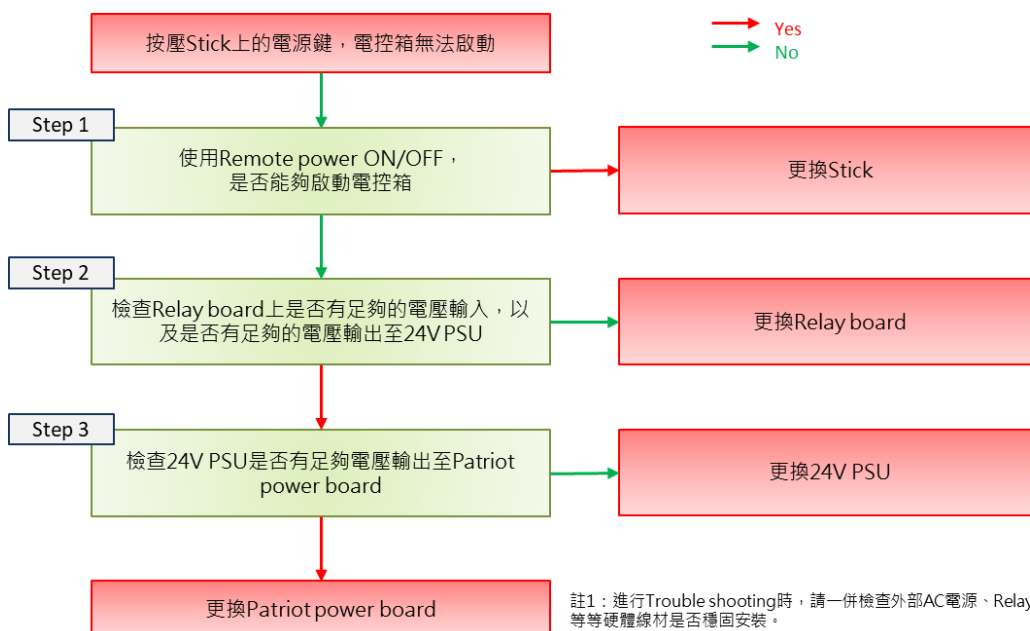 按壓Stick上的電源鍵，電控箱無法啟動
Yes
No
Step 1
使用Remote power ON/OFF，
是否能夠啟動電控箱
更換Stick
Step 2
檢查Relay board上是否有足夠的電壓輸入，以
及是否有足夠的電壓輸出至24V PSU
更換Relay board
Step 3
檢查24V PSU是否有足夠電壓輸出至Patriot
power board
更換24V PSU
更換Patriot power board
註1：進行Trouble shooting時，請一併檢查外部AC電源、Relay
等等硬體線材是否穩固安裝。